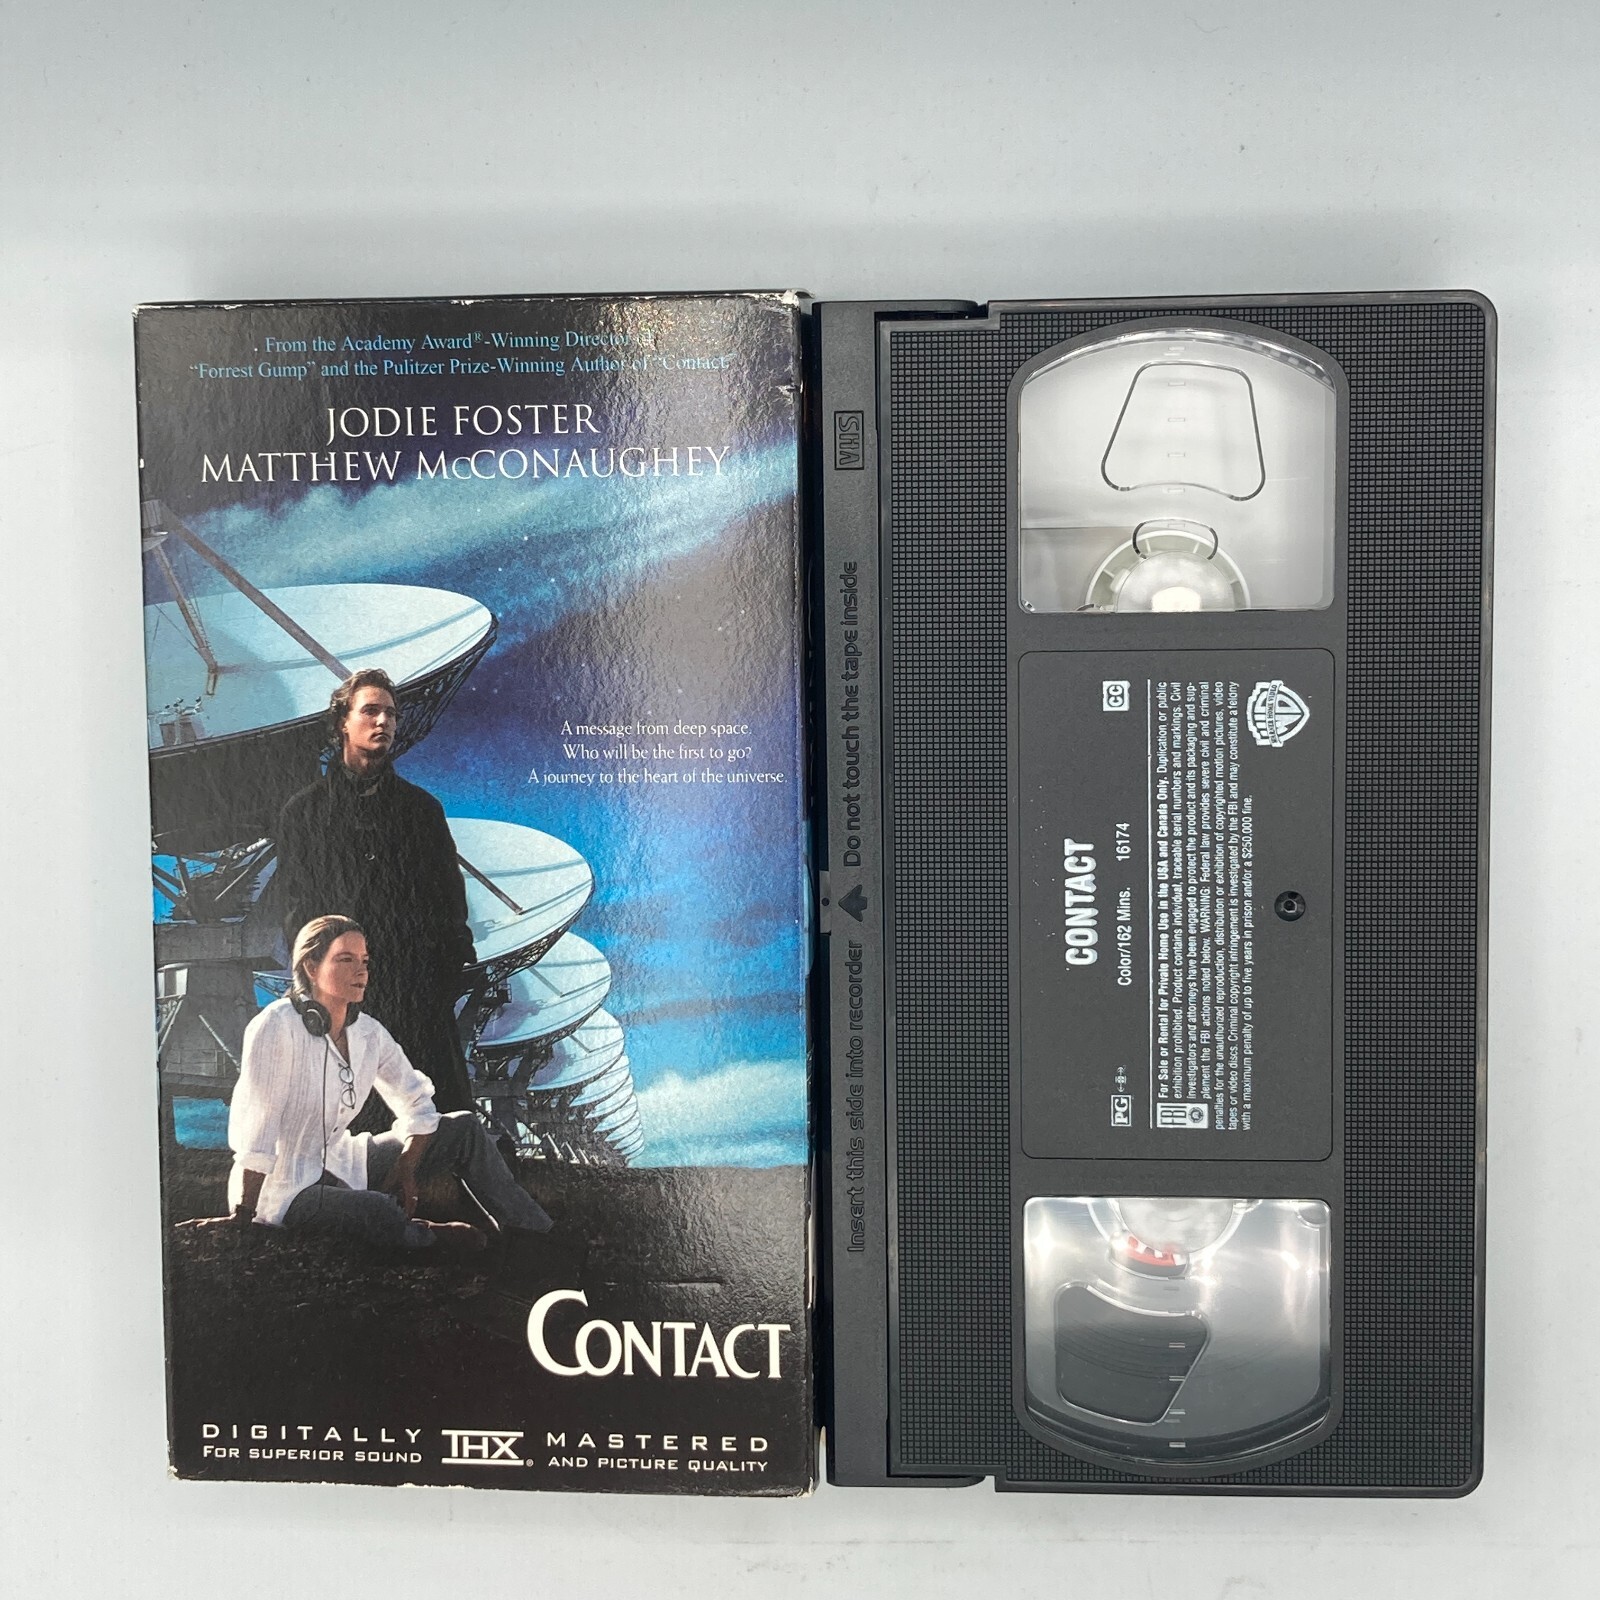 . From the Academy Award®-Winning Director of
"Forrest Gump" and the Pulitzer Prize-Winning Author of "Contact."
JODIE FOSTER
MATTHEW McCONAUGHEY
A message from deep space.
Who will be the first to go?
A journey to the heart of the universe.
CONTACT
DIGITALLY THX® MASTERED
FOR SUPERIOR SOUND AND PICTURE QUALITY
VHS
Insert this side into recorder Do not touch the tape inside
CONTACT
Color/162 Mins. 16174
PG CC
For Sale or Rental for Private Home Use in the USA and Canada Only. Duplication or public
exhibition prohibited. Product contains individual, traceable serial numbers and markings. Civil
investigators and attorneys have been engaged to protect the product and its packaging and sup-
plement the FBI actions noted below. WARNING: Federal law provides severe civil and criminal
penalties for the unauthorized reproduction, distribution or exhibition of copyrighted motion pictures, video
tapes or video discs. Criminal copyright infringement is investigated by the FBI and may constitute a felony
with a maximum penalty of up to five years in prison and/or a $250,000 fine.
FBI
WB